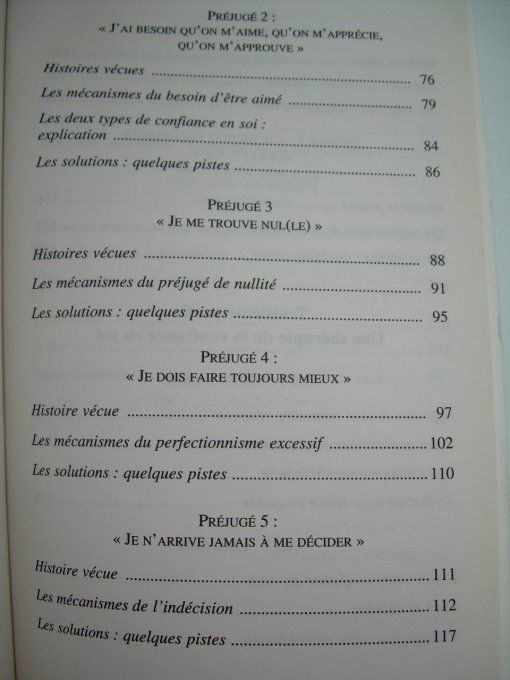 PRÉJUGÉ 2 :
« J'AI BESOIN QU'ON M'AIME, QU'ON M'APPRÉCIE,
QU'ON M'APPROUVE »
Histoires vécues 76
Les mécanismes du besoin d'être aimé 79
Les deux types de confiance en soi :
explication 84
Les solutions : quelques pistes 86
PRÉJUGÉ 3
« JE ME TROUVE NUL(LE) »
Histoires vécues 88
Les mécanismes du préjugé de nullité 91
Les solutions : quelques pistes 95
PRÉJUGÉ 4 :
« JE DOIS FAIRE TOUJOURS MIEUX »
Histoire vécue 97
Les mécanismes du perfectionnisme excessif 102
Les solutions : quelques pistes 110
PRÉJUGÉ 5 :
« JE N'ARRIVE JAMAIS À ME DÉCIDER »
Histoire vécue 111
Les mécanismes de l'indécision 112
Les solutions : quelques pistes 117